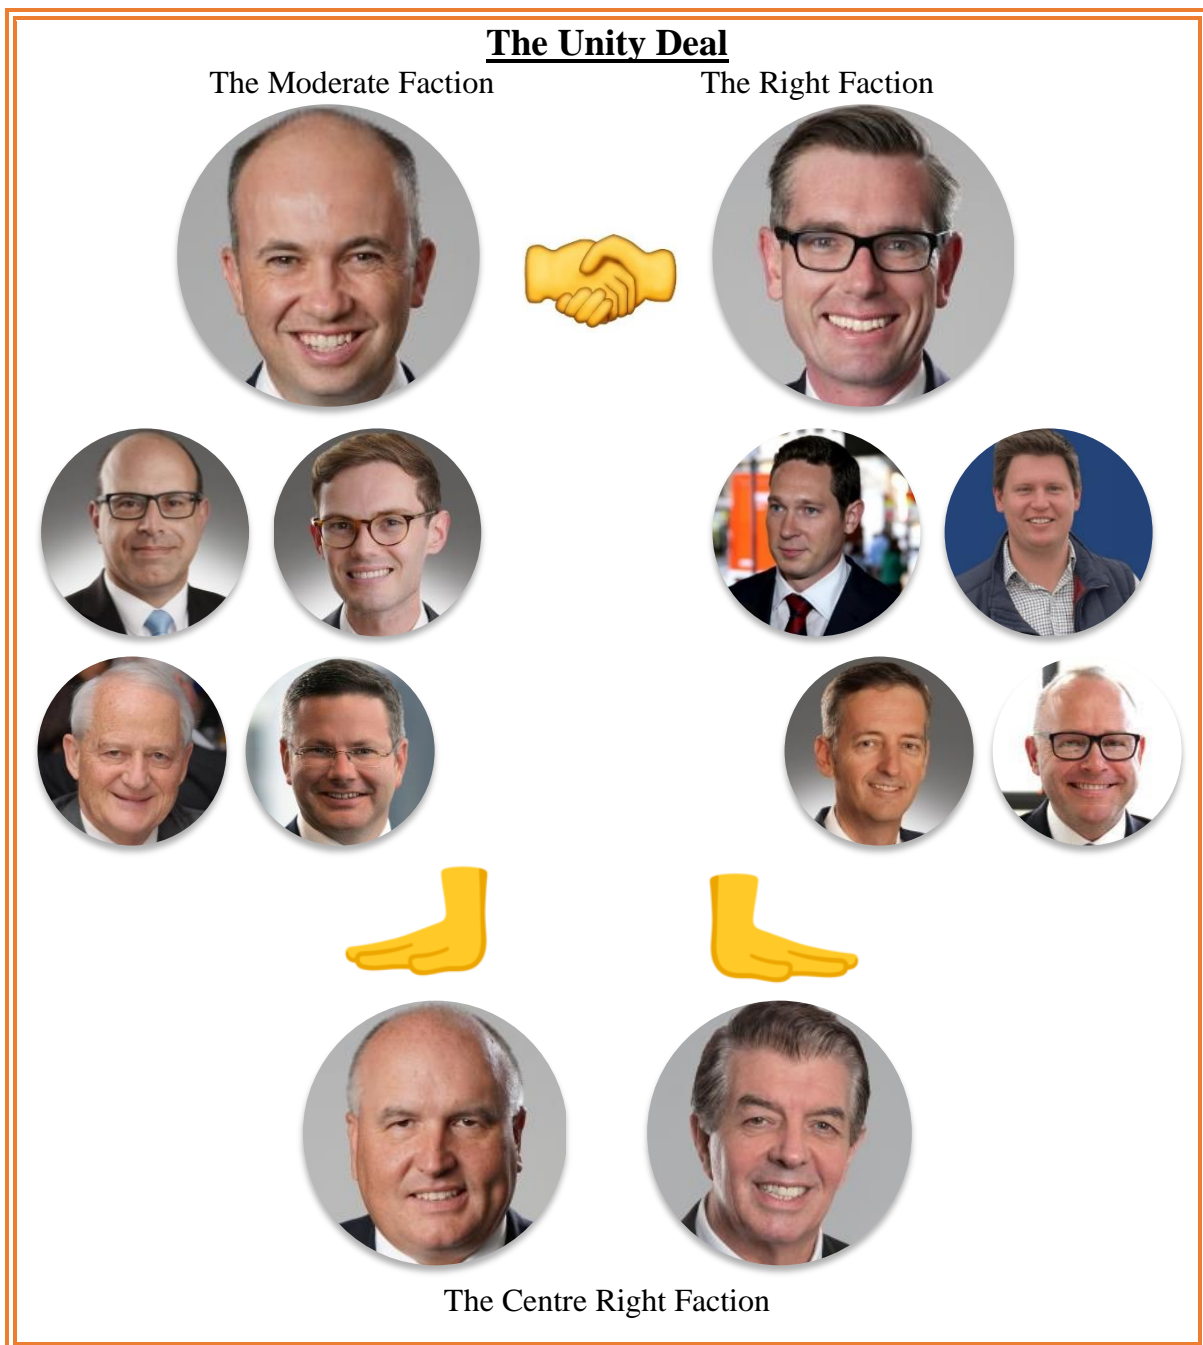 The Unity Deal
The Moderate Faction
The Right Faction
The Centre Right Faction